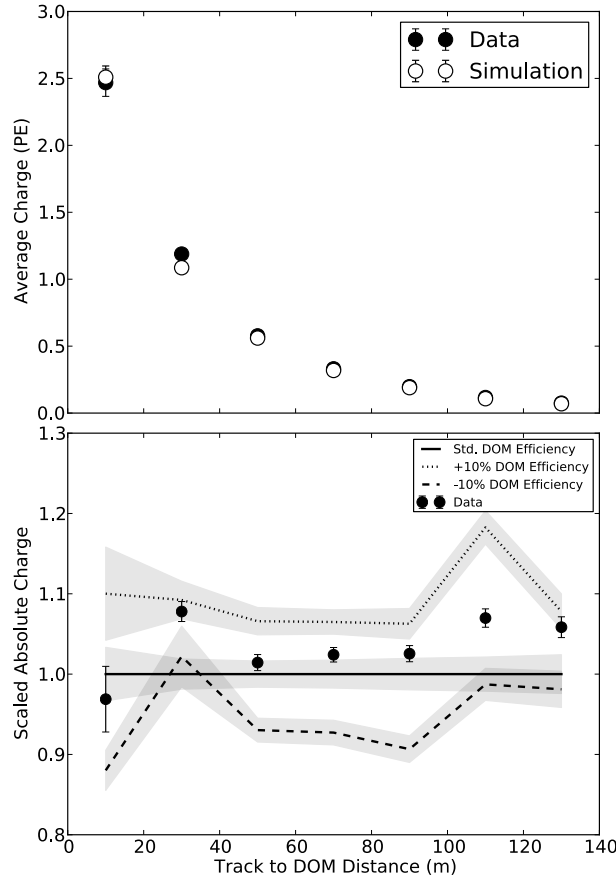 3.0
2.5
2.0
1.5
1.0
0.5
0.0
Average Charge (PE)
Data
Simulation
1.3
1.2
1.1
1.0
0.9
0.8
Scaled Absolute Charge
Std. DOM Efficiency
+10% DOM Efficiency
-10% DOM Efficiency
Data
0 20 40 60 80 100 120 140
Track to DOM Distance (m)